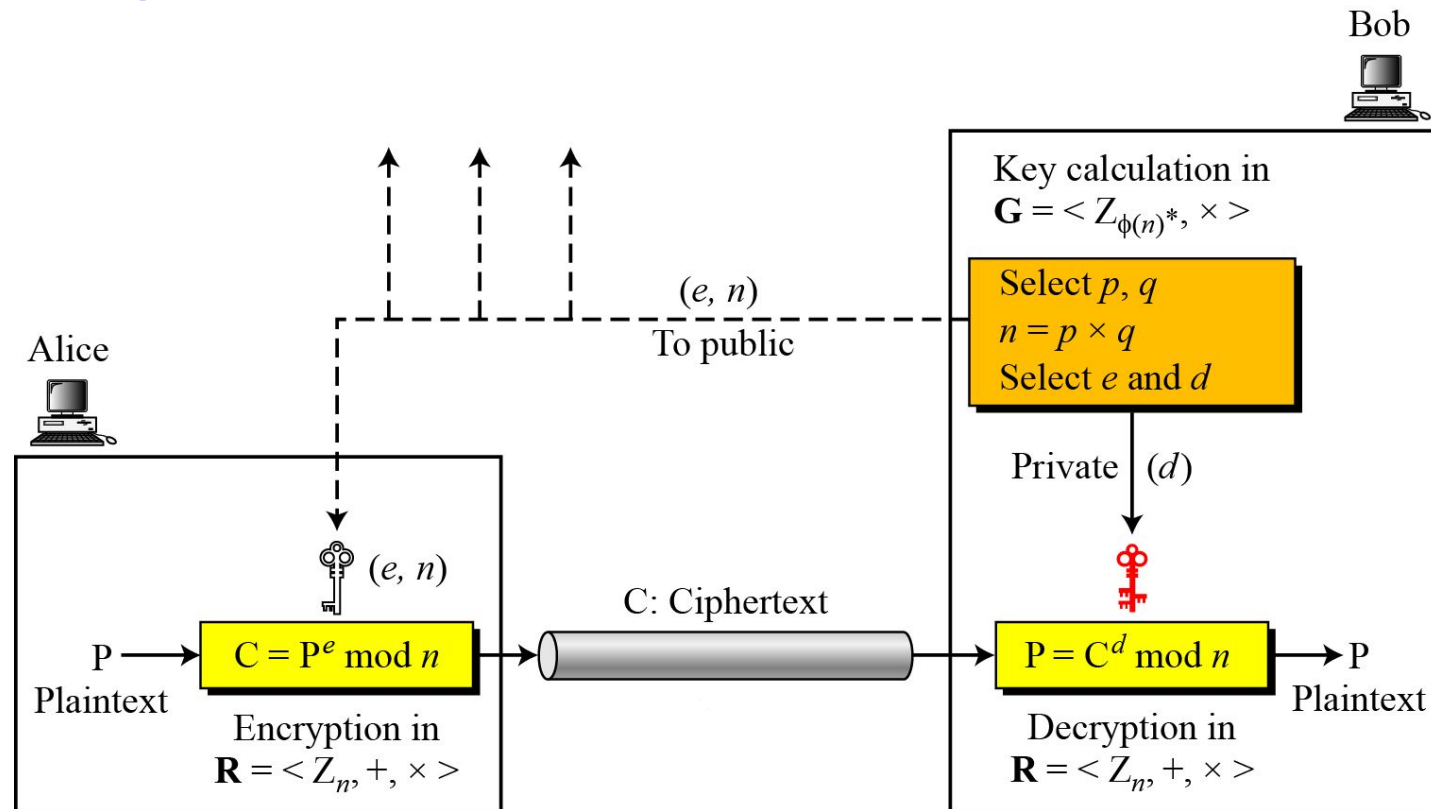 Bob
Key calculation in
G = < Z_φ(n)*, × >
Select p, q
n = p × q
Select e and d
(e, n)
To public
Alice
Private (d)
(e, n)
C: Ciphertext
P
Plaintext
C = P^e mod n
P = C^d mod n
P
Plaintext
Encryption in
R = < Z_n, +, × >
Decryption in
R = < Z_n, +, × >